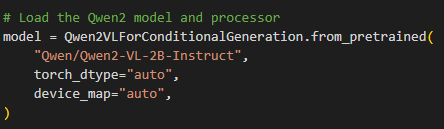 # Load the Qwen2 model and processor
model = Qwen2VLForConditionalGeneration.from_pretrained(
    "Qwen/Qwen2-VL-2B-Instruct",
    torch_dtype="auto",
    device_map="auto",
)